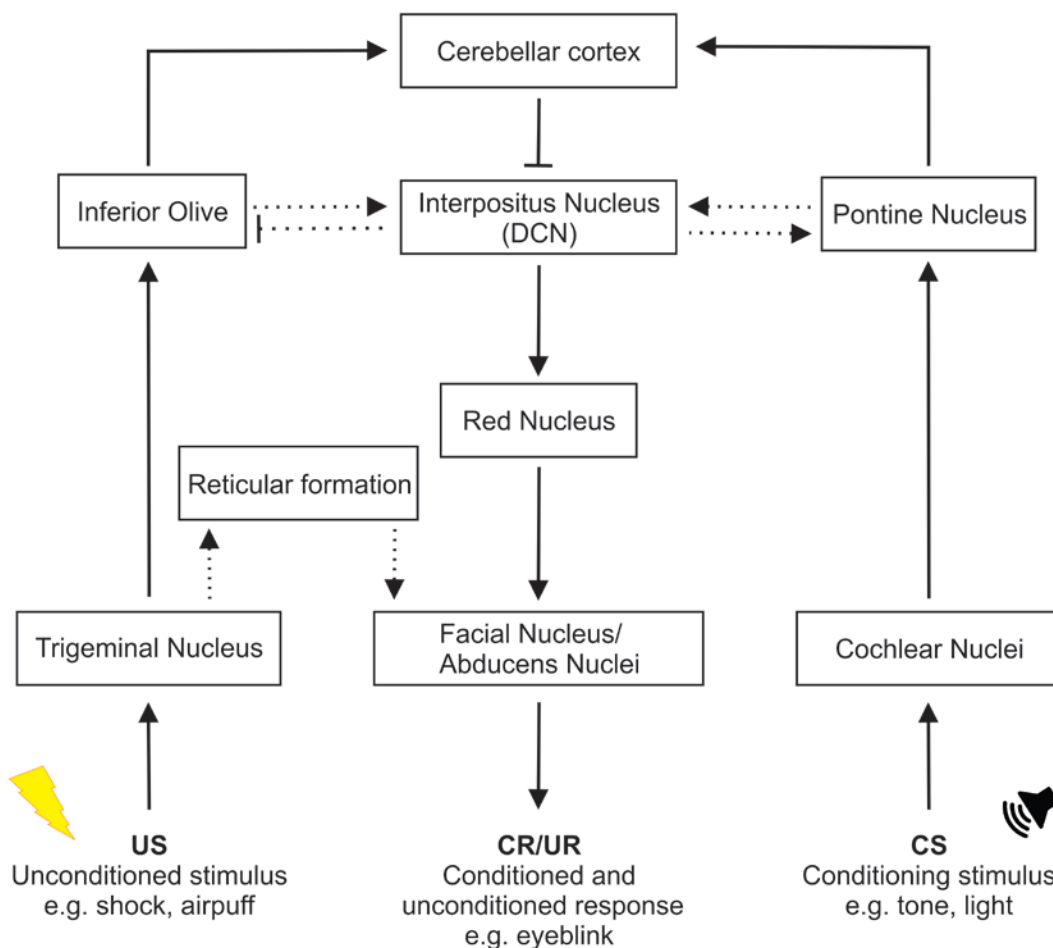 Cerebellar cortex
Inferior Olive
Interpositus Nucleus
(DCN)
Pontine Nucleus
Red Nucleus
Reticular formation
Trigeminal Nucleus
Facial Nucleus/
Abducens Nuclei
Cochlear Nuclei
US
Unconditioned stimulus
e.g. shock, airpuff
CR/UR
Conditioned and
unconditioned response
e.g. eyeblink
CS
Conditioning stimulus
e.g. tone, light